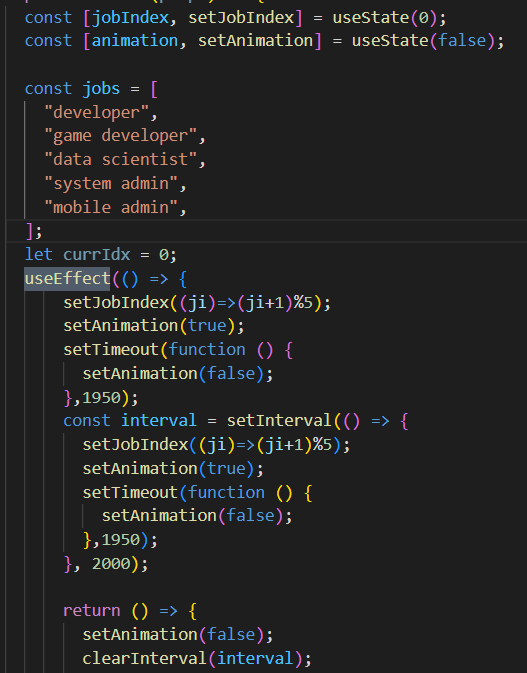 const [jobIndex, setJobIndex] = useState(0);
const [animation, setAnimation] = useState(false);
const jobs = [
"developer",
"game developer",
"data scientist",
"system admin",
"mobile admin",
];
let currIdx = 0;
useEffect(() => {
setJobIndex((ji)=>(ji+1)%5);
setAnimation(true);
setTimeout(function () {
setAnimation(false);
},1950);
const interval = setInterval(() => {
setJobIndex((ji)=>(ji+1)%5);
setAnimation(true);
setTimeout(function () {
setAnimation(false);
},1950);
}, 2000);
return () => {
setAnimation(false);
clearInterval(interval);